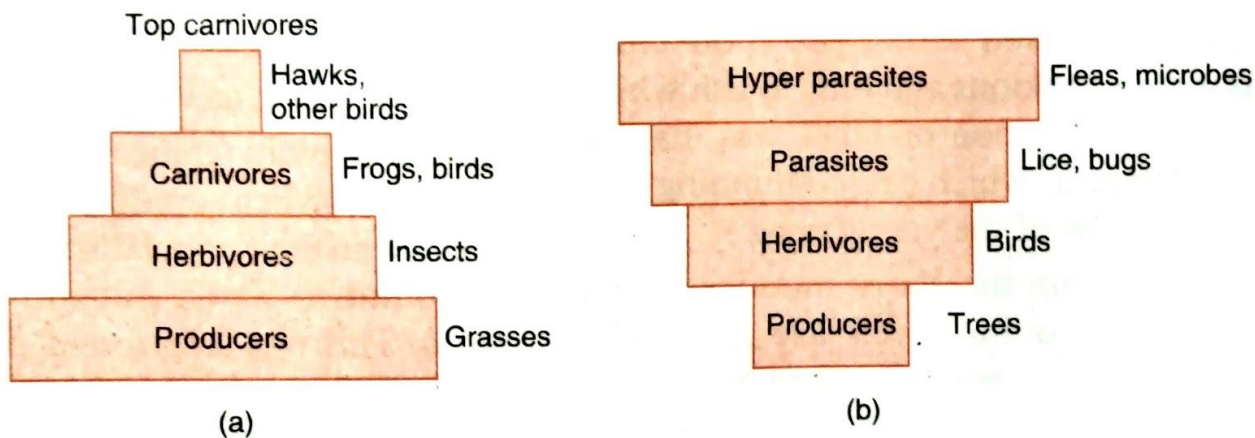 Top carnivores
Hawks,
other birds
Carnivores
Frogs, birds
Herbivores
Insects
Producers
Grasses
(a)
Hyper parasites
Fleas, microbes
Parasites
Lice, bugs
Herbivores
Birds
Producers
Trees
(b)